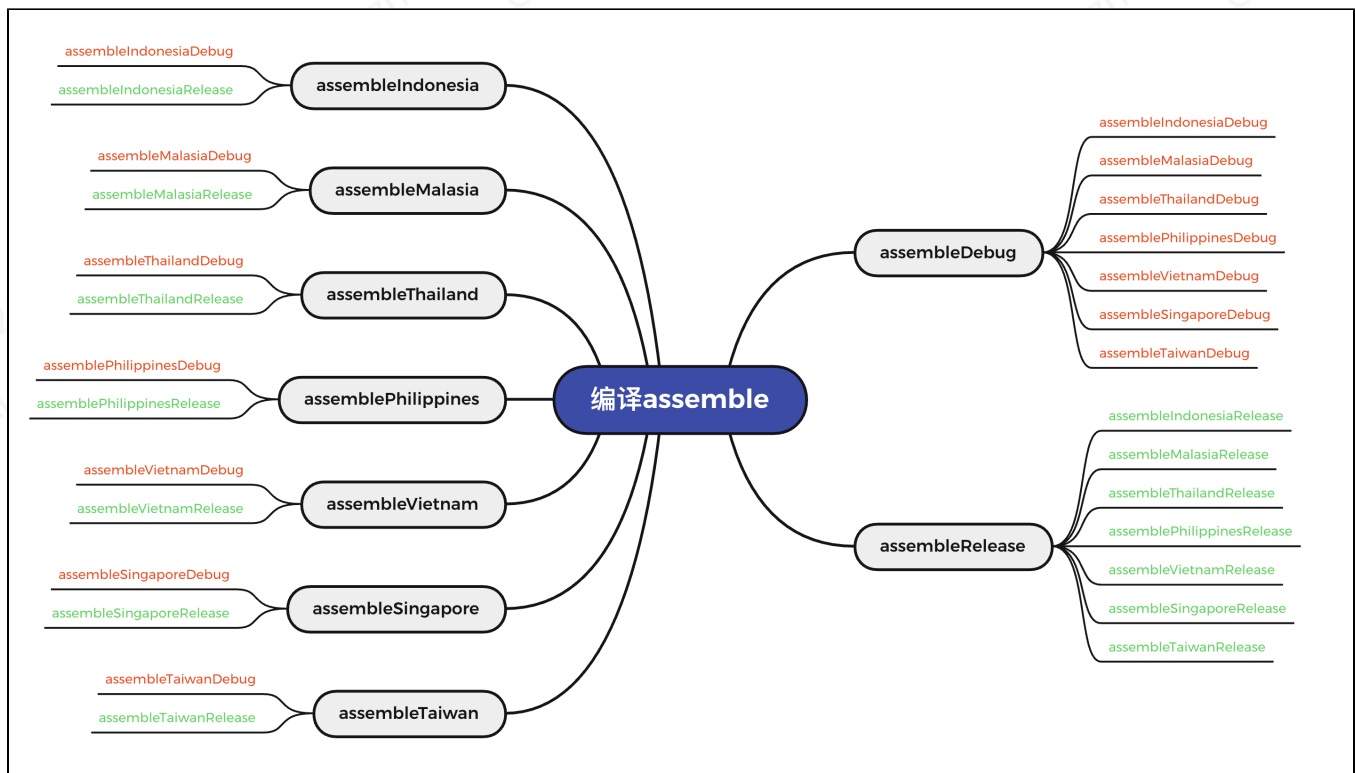 assembleIndonesiaDebug
assembleIndonesiaRelease
assembleIndonesia
assembleMalasiaDebug
assembleMalasiaRelease
assembleMalasia
assembleThailandDebug
assembleThailandRelease
assembleThailand
assemblePhilippinesDebug
assemblePhilippinesRelease
assemblePhilippines
assembleVietnamDebug
assembleVietnamRelease
assembleVietnam
assembleSingaporeDebug
assembleSingaporeRelease
assembleSingapore
assembleTaiwanDebug
assembleTaiwanRelease
assembleTaiwan
编译assemble
assembleDebug
assembleIndonesiaDebug
assembleMalasiaDebug
assembleThailandDebug
assemblePhilippinesDebug
assembleVietnamDebug
assembleSingaporeDebug
assembleTaiwanDebug
assembleRelease
assembleIndonesiaRelease
assembleMalasiaRelease
assembleThailandRelease
assemblePhilippinesRelease
assembleVietnamRelease
assembleSingaporeRelease
assembleTaiwanRelease